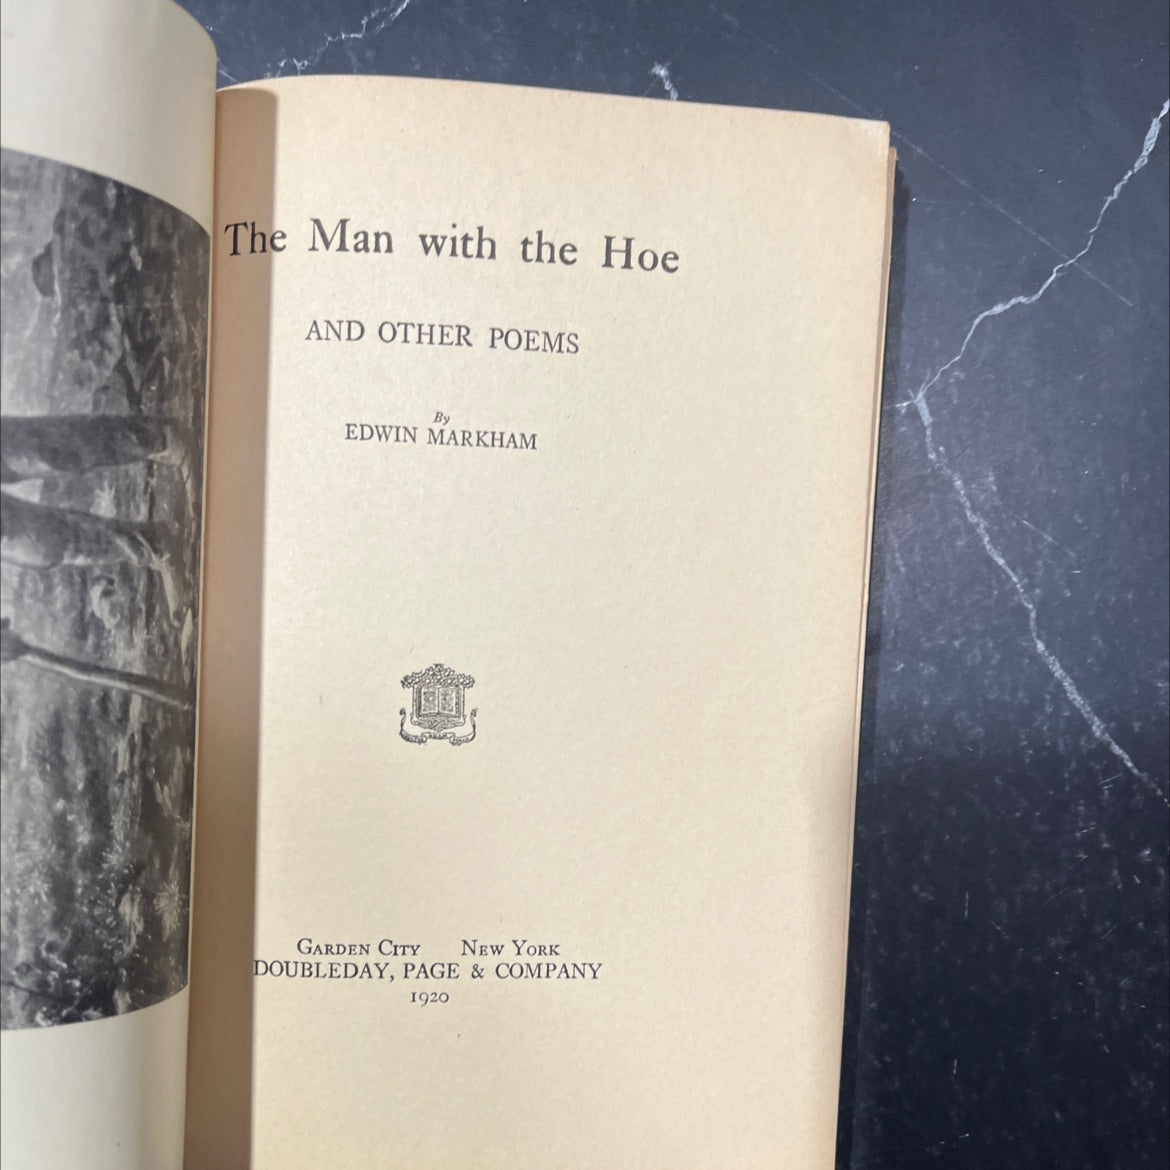 The Man with the Hoe
AND OTHER POEMS
By
EDWIN MARKHAM
GARDEN CITY NEW YORK
DOUBLEDAY, PAGE & COMPANY
1920